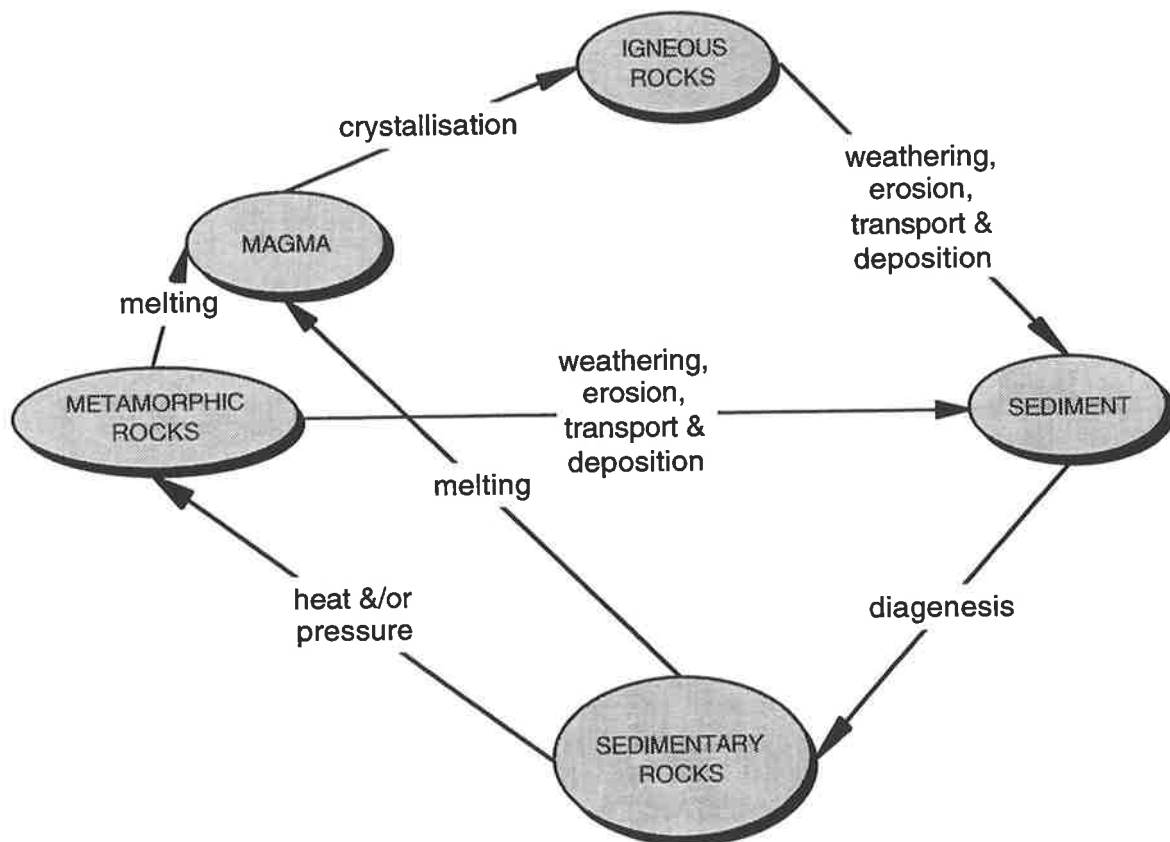 IGNEOUS
ROCKS
crystallisation
weathering,
erosion,
transport &
deposition
MAGMA
melting
weathering,
erosion,
transport &
deposition
METAMORPHIC
ROCKS
SEDIMENT
melting
heat &/or
pressure
diagenesis
SEDIMENTARY
ROCKS